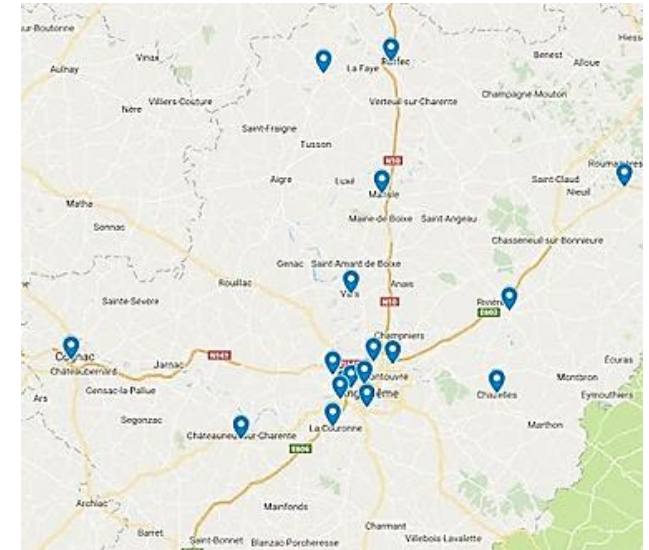 ur-Boutonne
Hiess
Ruffec
Vinax
Benest
Alloue
Aulnay
La Faye
Villiers-Couture
Verteuil-sur-Charente
Champagne-Mouton
Nère
Saint-Fraigne
Tusson
N10
Aigre
Luxé
Mansle
Saint-Claud
Nieul
Matha
Maine-de-Boixe
Saint-Angeau
Sonnac
Chasseneuil-sur-Bonnieure
Genac
Saint Amant de Boixe
Rouillac
Anais
Sainte-Sévère
N10
E603
Champniers
Cognac
N141
Châteaubernard
Jarnac
Écuras
Gensac-la-Pallue
Montbron
Ars
Eymouthiers
Segonzac
La Couronne
Marthon
Châteauneuf-sur-Charente
E606
Archiac
Mainfonds
Charmant
Barret
Saint-Bonnet
Blanzac-Porcheresse
Villebois-Lavalette